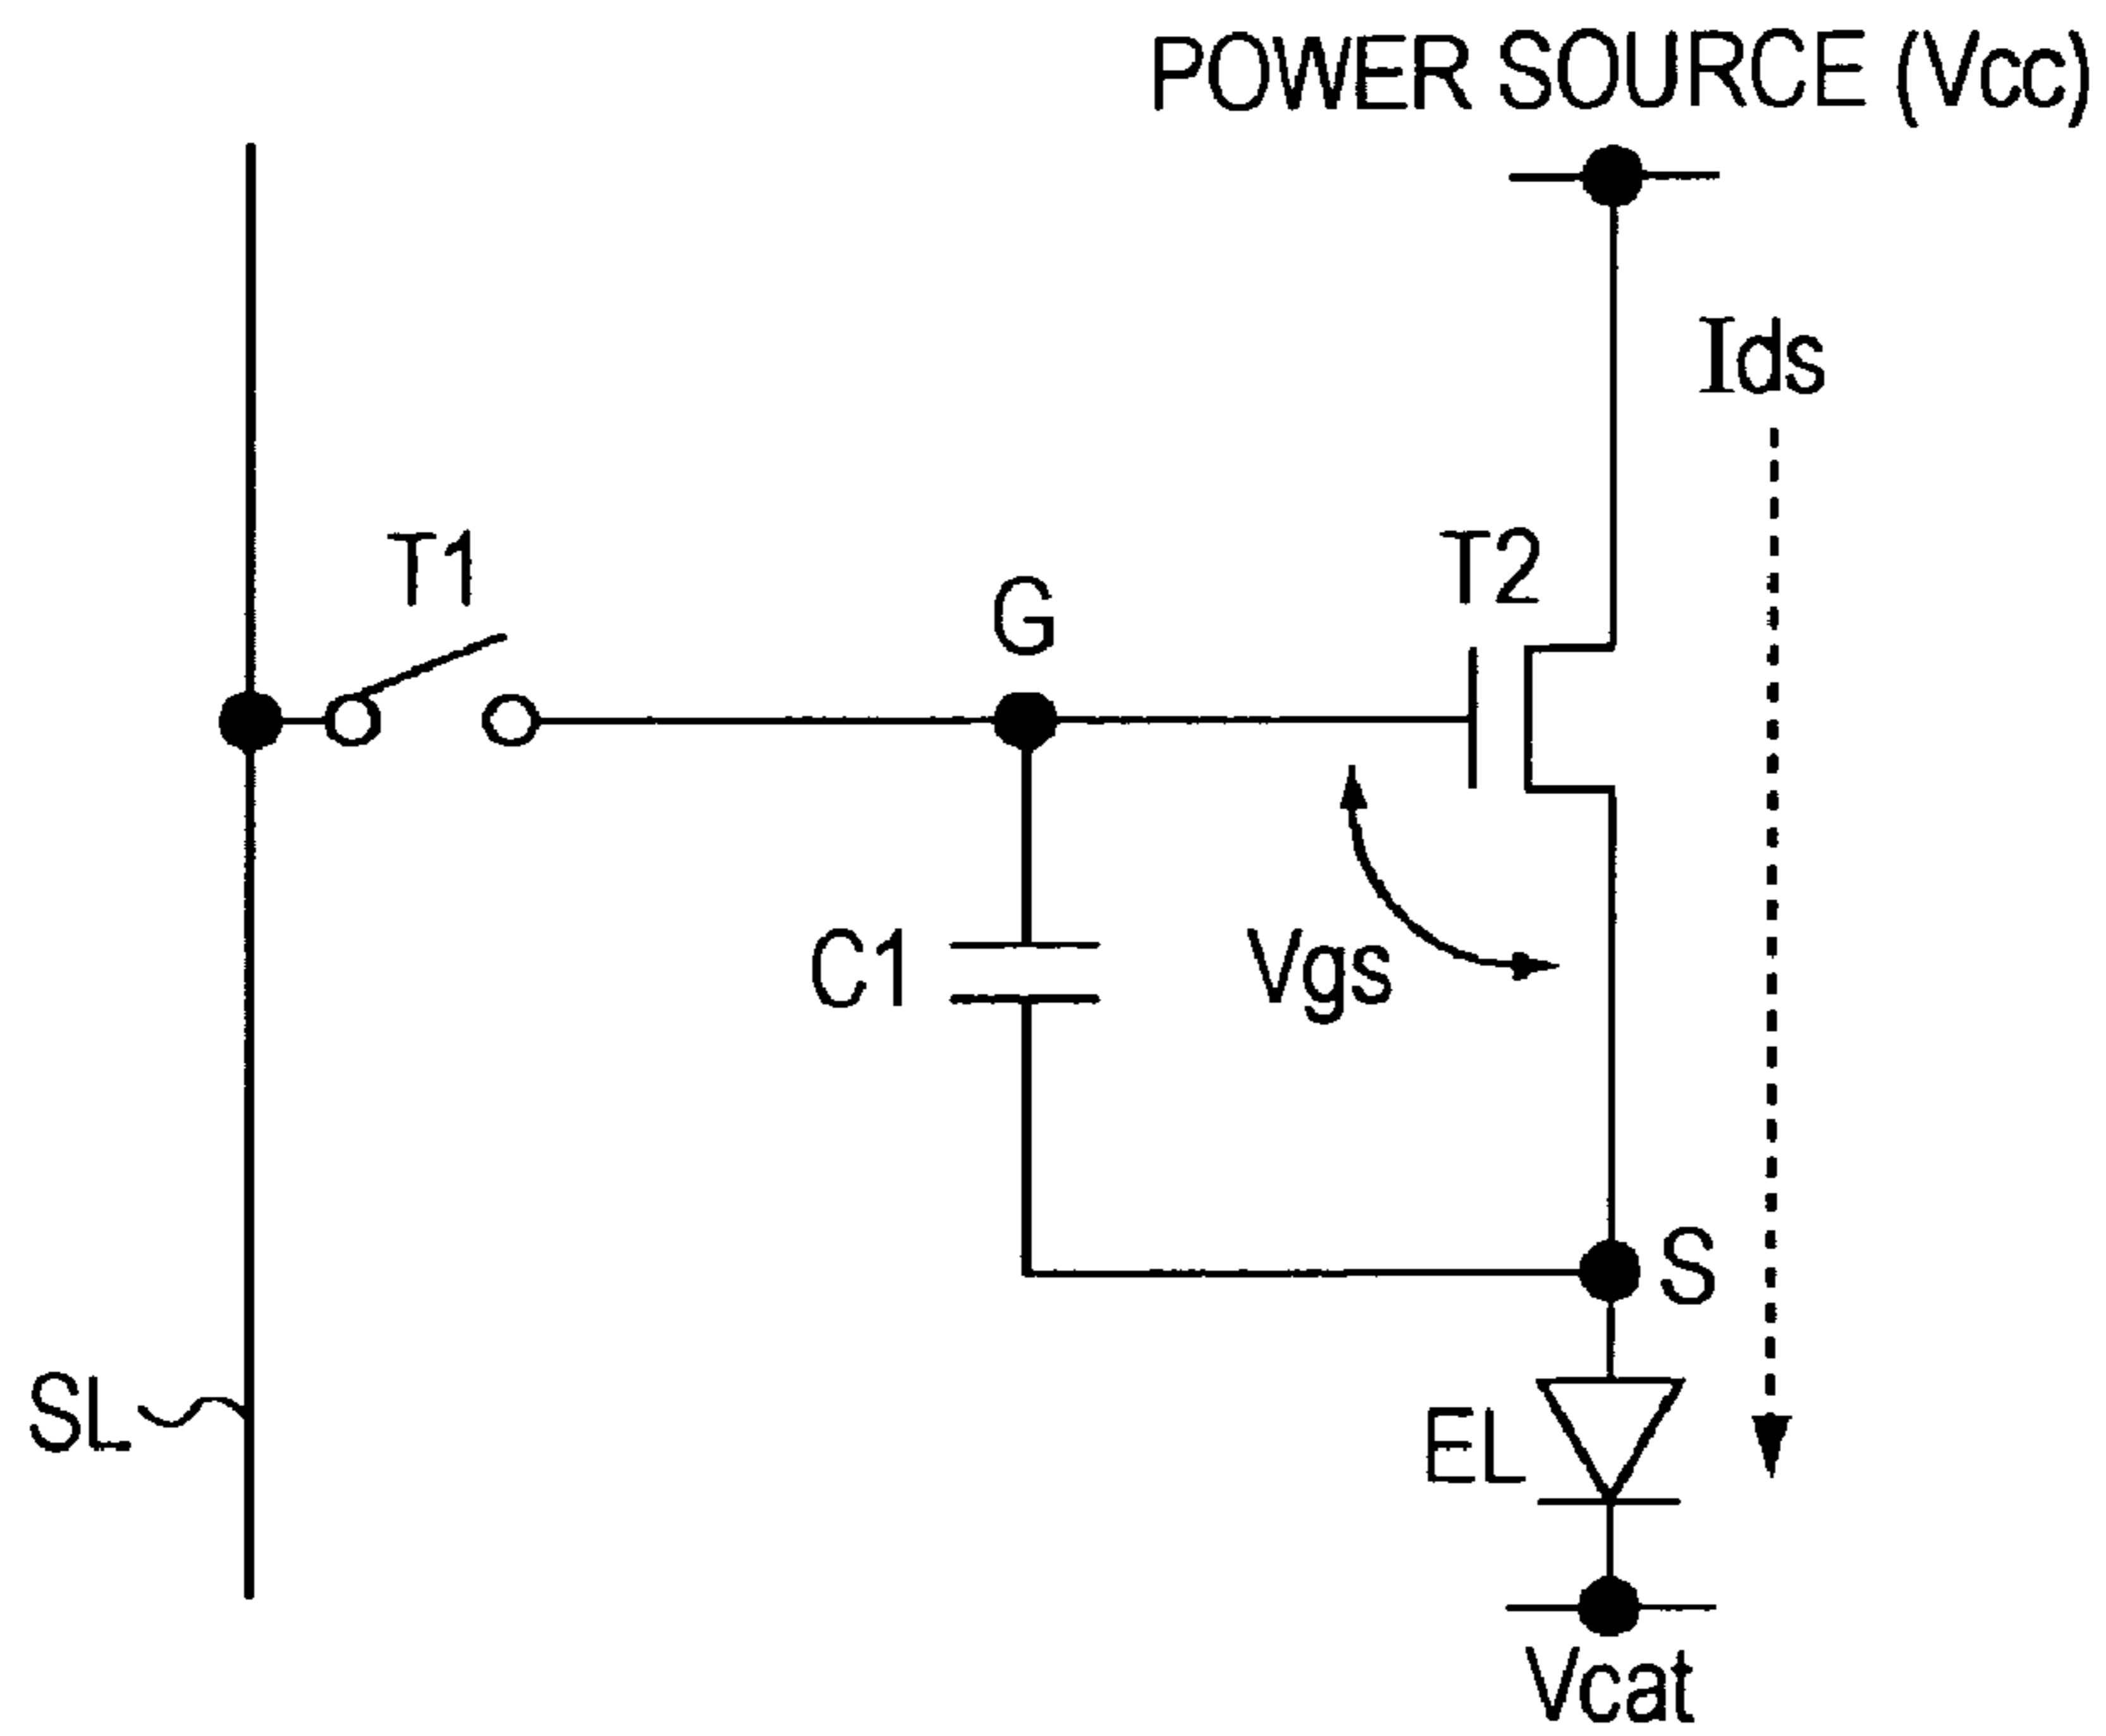 POWER SOURCE (Vcc)
Ids
T1
G
T2
C1
Vgs
S
SL
EL
Vcat